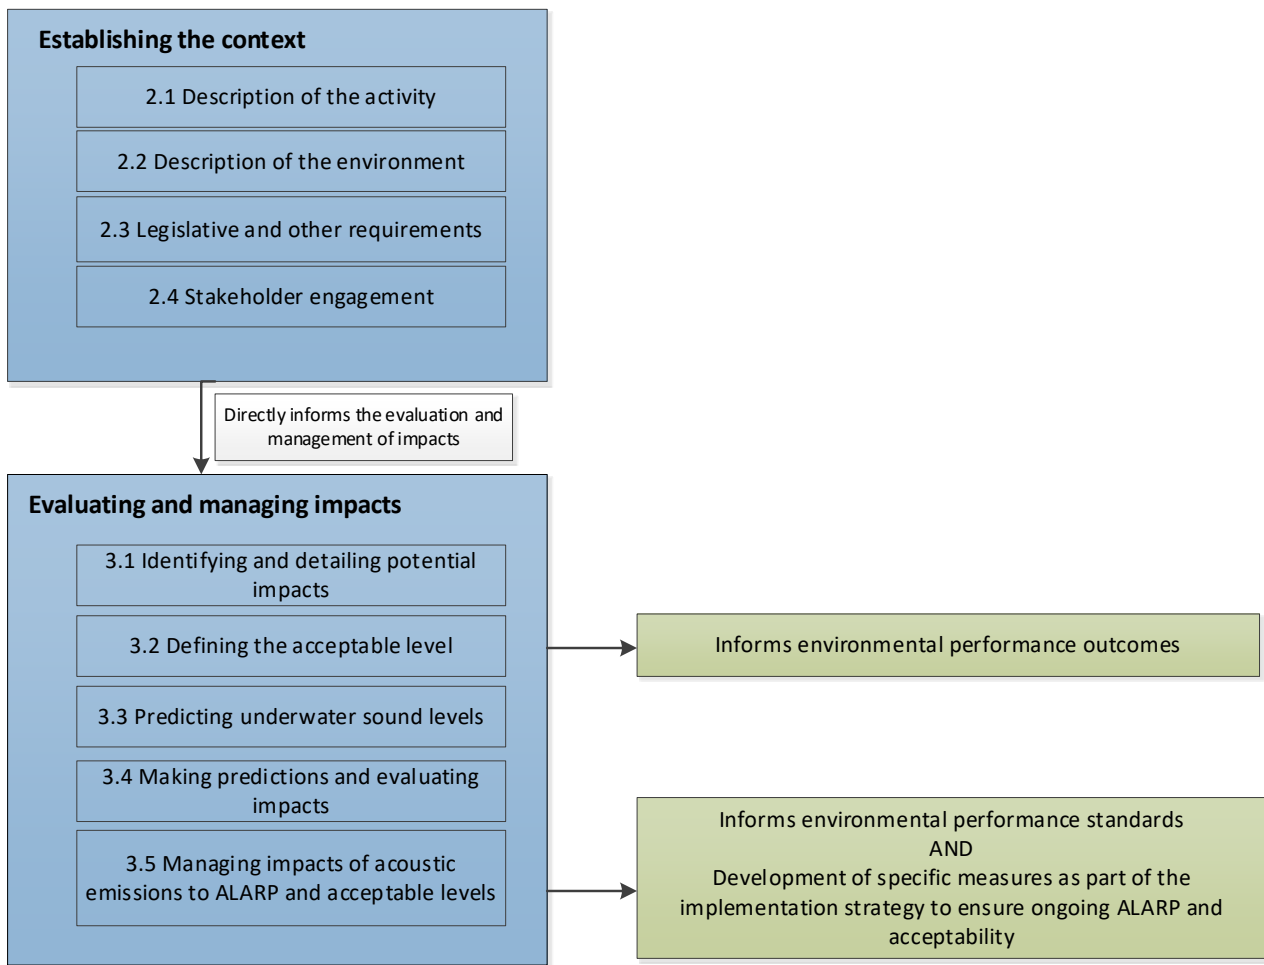 Establishing the context
2.1 Description of the activity
2.2 Description of the environment
2.3 Legislative and other requirements
2.4 Stakeholder engagement
Directly informs the evaluation and
management of impacts
Evaluating and managing impacts
3.1 Identifying and detailing potential
impacts
3.2 Defining the acceptable level
Informs environmental performance outcomes
3.3 Predicting underwater sound levels
3.4 Making predictions and evaluating
impacts
3.5 Managing impacts of acoustic
emissions to ALARP and acceptable levels
Informs environmental performance standards
AND
Development of specific measures as part of the
implementation strategy to ensure ongoing ALARP and
acceptability